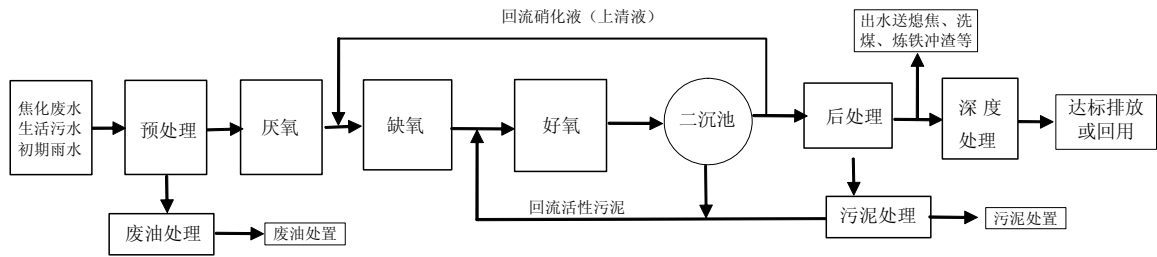 回流硝化液（上清液）
出水送熄焦、洗
煤、炼铁冲渣等
焦化废水
生活污水
初期雨水
预处理
厌氧
缺氧
好氧
二沉池
后处理
深度
处理
达标排放
或回用
回流活性污泥
废油处理
废油处置
污泥处理
污泥处置